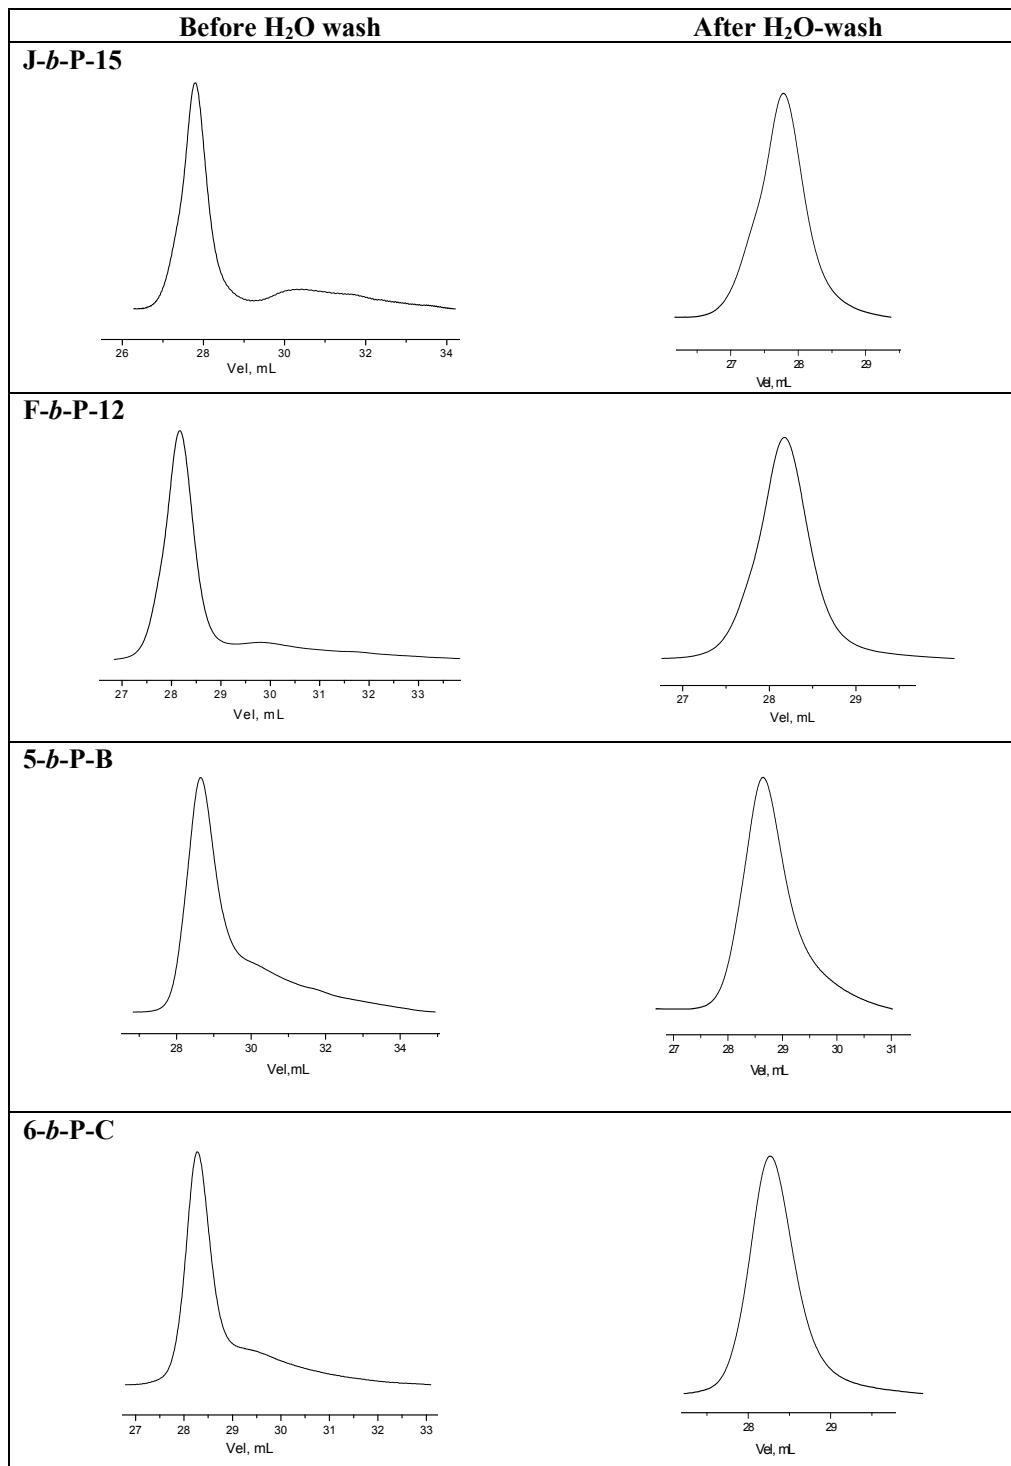 Before H₂O wash After H₂O-wash
J-b-P-15
26 28 30 32 34
Vel, mL
27 28 29
Vel, mL
F-b-P-12
27 28 29 30 31 32 33
Vel, mL
27 28 29
Vel, mL
5-b-P-B
28 30 32 34
Vel,mL
27 28 29 30 31
Vel, mL
6-b-P-C
27 28 29 30 31 32 33
Vel, mL
28 29
Vel, mL